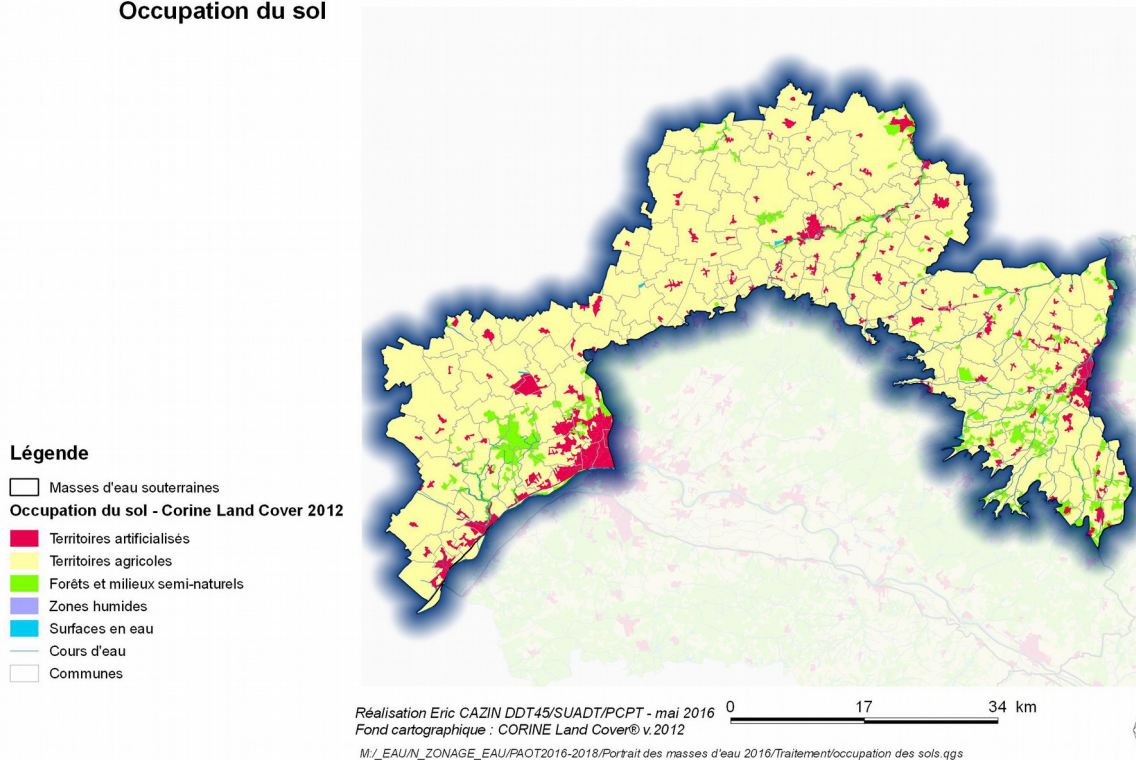 Occupation du sol
Légende
Masses d'eau souterraines
Occupation du sol - Corine Land Cover 2012
Territoires artificialisés
Territoires agricoles
Forêts et milieux semi-naturels
Zones humides
Surfaces en eau
Cours d'eau
Communes
Réalisation Eric CAZIN DDT45/SUADT/PCPT - mai 2016
Fond cartographique : CORINE Land Cover® v.2012
0 17 34 km
M:/_EAU/N_ZONAGE_EAU/PAOT2016-2018/Portrait des masses d'eau 2016/Traitement/occupation des sols.qgs